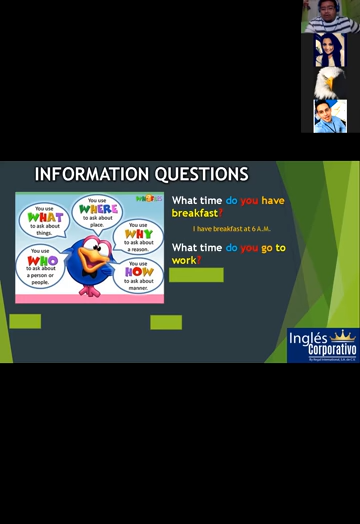 INFORMATION QUESTIONS
You use
WHAT
to ask about
things.
You use
WHERE
to ask about
place.
You use
WHY
to ask about
a reason.
You use
WHO
to ask about
a person or
people.
You use
HOW
to ask about
manner.
What time do you have
breakfast?
I have breakfast at 6 A.M.
What time do you go to
work?
Inglés
Corporativo